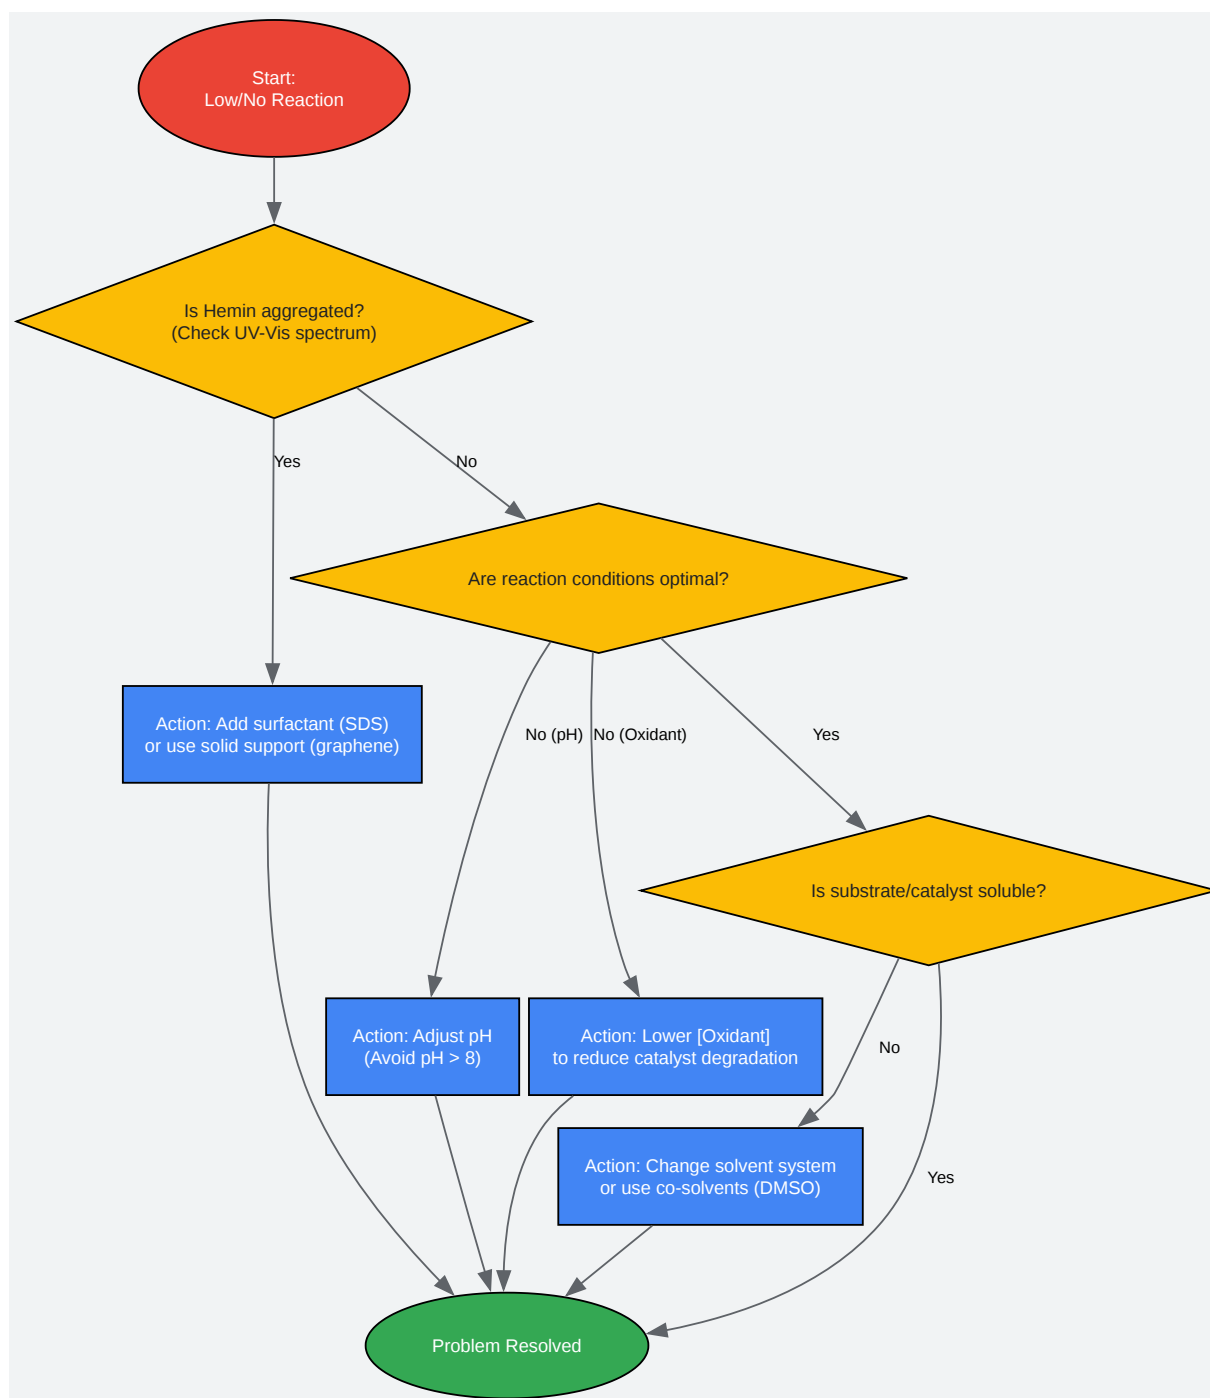 Start:
Low/No Reaction
Is Hemin aggregated?
(Check UV-Vis spectrum)
Yes
No
Are reaction conditions optimal?
Action: Add surfactant (SDS)
or use solid support (graphene)
No (pH)
No (Oxidant)
Yes
Is substrate/catalyst soluble?
Action: Adjust pH
(Avoid pH > 8)
Action: Lower [Oxidant]
to reduce catalyst degradation
No
Action: Change solvent system
or use co-solvents (DMSO)
Yes
Problem Resolved